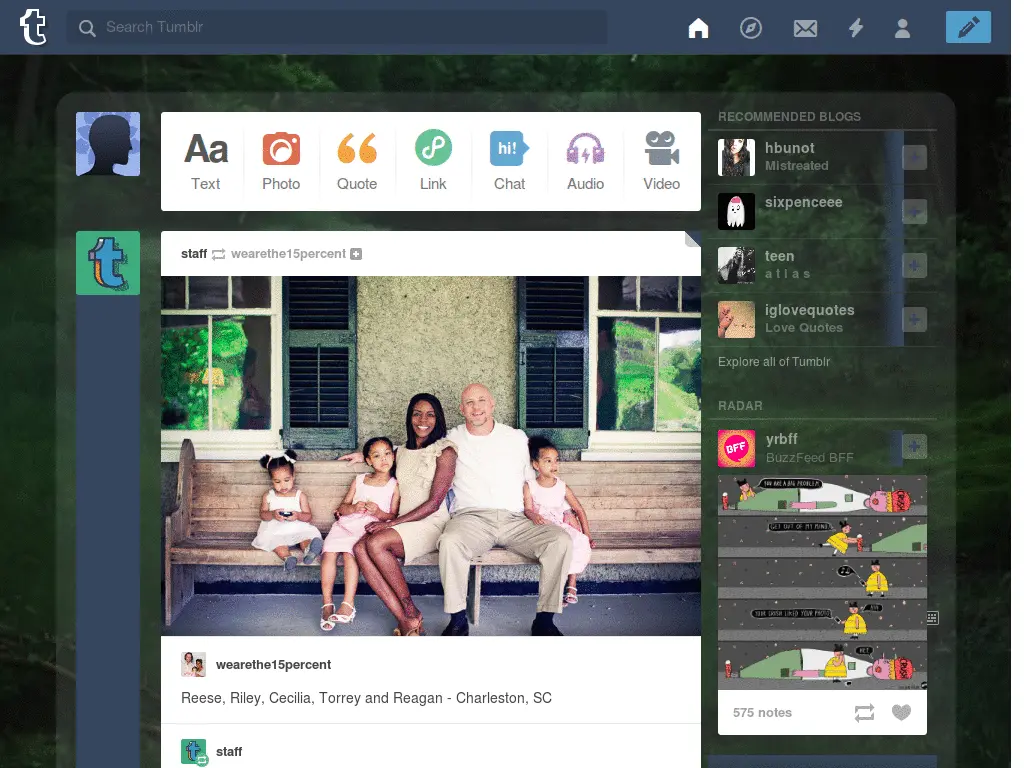 Search Tumblr
Aa
Text
Photo
Quote
Link
hi!
Chat
Audio
Video
staff wearethe15percent
wearethe15percent
Reese, Riley, Cecilia, Torrey and Reagan - Charleston, SC
staff
RECOMMENDED BLOGS
hbunot
Mistreated
sixpenceee
teen
a t l a s
iglovequotes
Love Quotes
Explore all of Tumblr
RADAR
BFF
yrbff
BuzzFeed BFF
YOU ARE A BIG PROBLEM
GET OUT OF MY MIND
ZZ
YOUR CRUSH LIKED YOUR PHOTO
HEY
575 notes